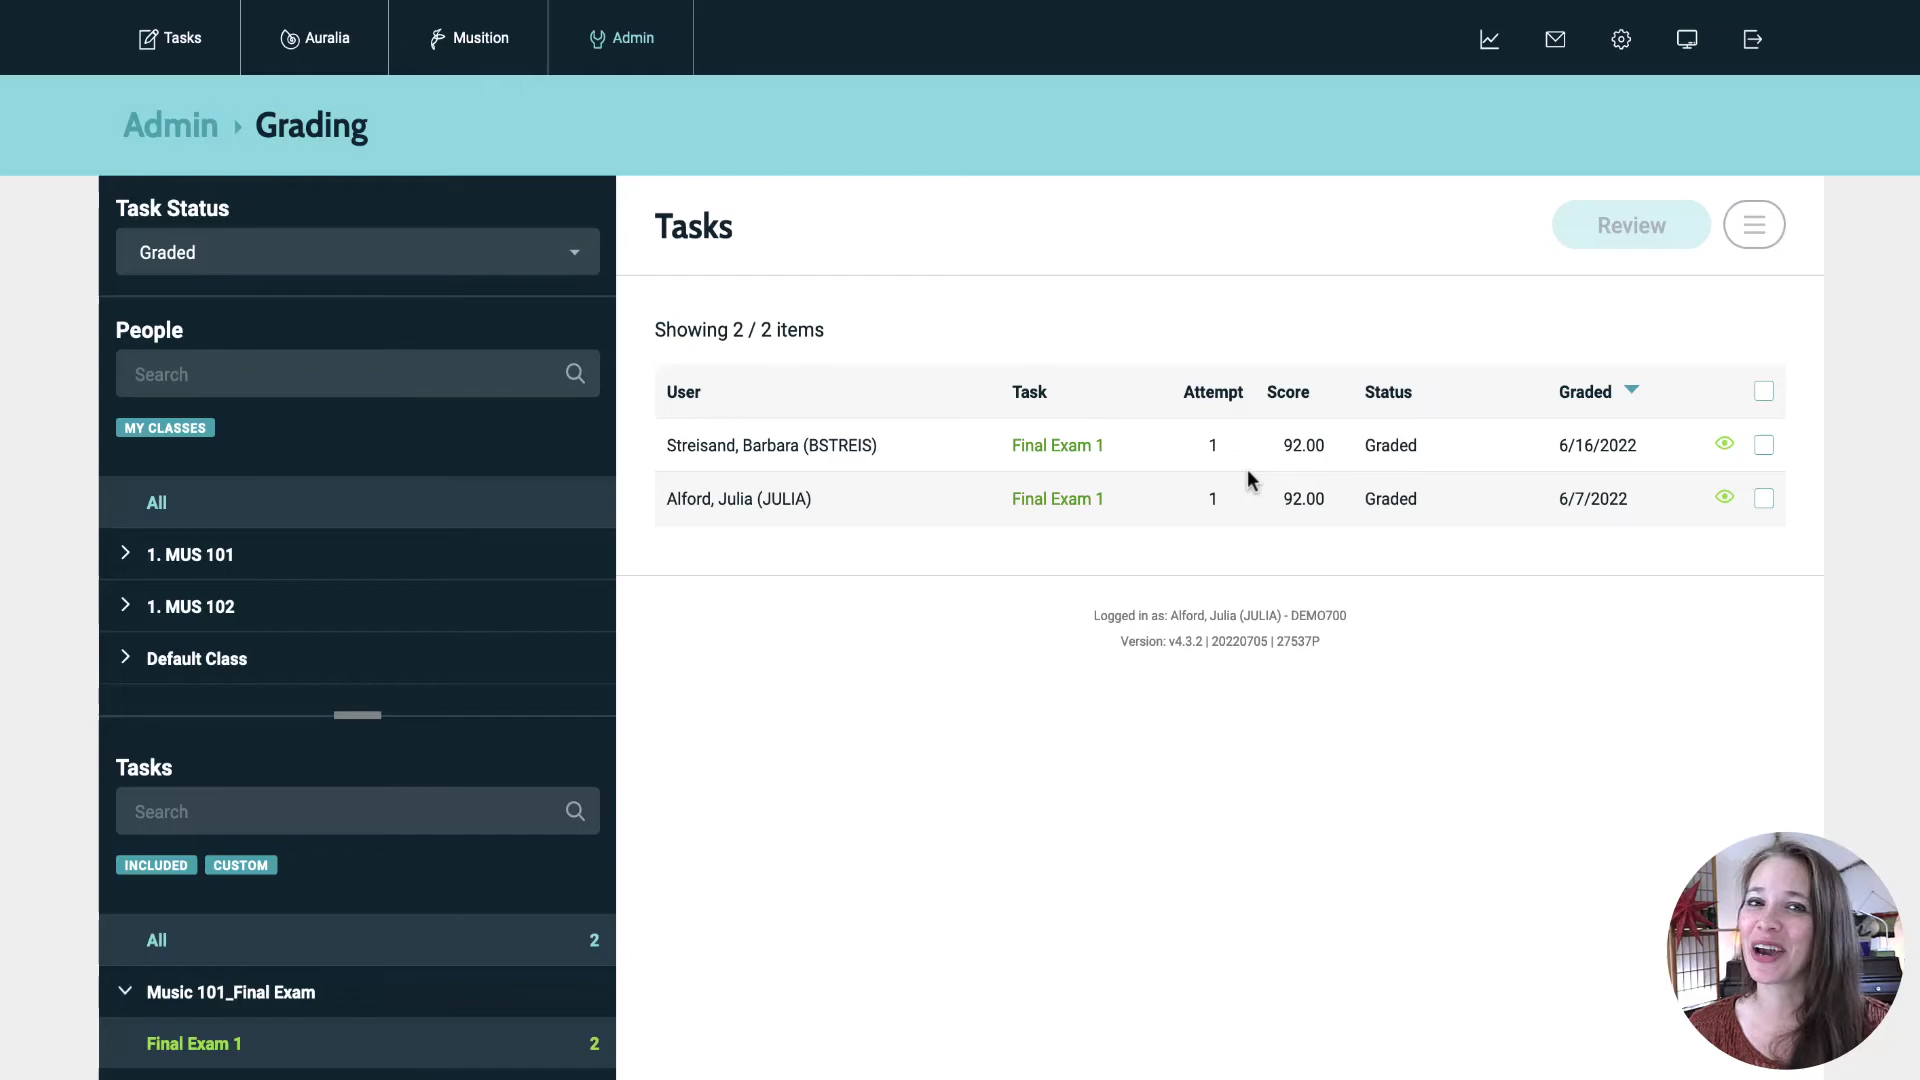 Tasks
Auralia
Musition
Admin
Admin Grading
Task Status
Graded
People
Search
MY CLASSES
All
1. MUS 101
1. MUS 102
Default Class
Tasks
Search
INCLUDED CUSTOM
All 2
Music 101_Final Exam
Final Exam 1 2
Tasks
Review
Showing 2 / 2 items
User Task Attempt Score Status Graded
Streisand, Barbara (BSTREIS) Final Exam 1 1 92.00 Graded 6/16/2022
Alford, Julia (JULIA) Final Exam 1 1 92.00 Graded 6/7/2022
Logged in as: Alford, Julia (JULIA) - DEMO700
Version: v4.3.2 | 20220705 | 27537P